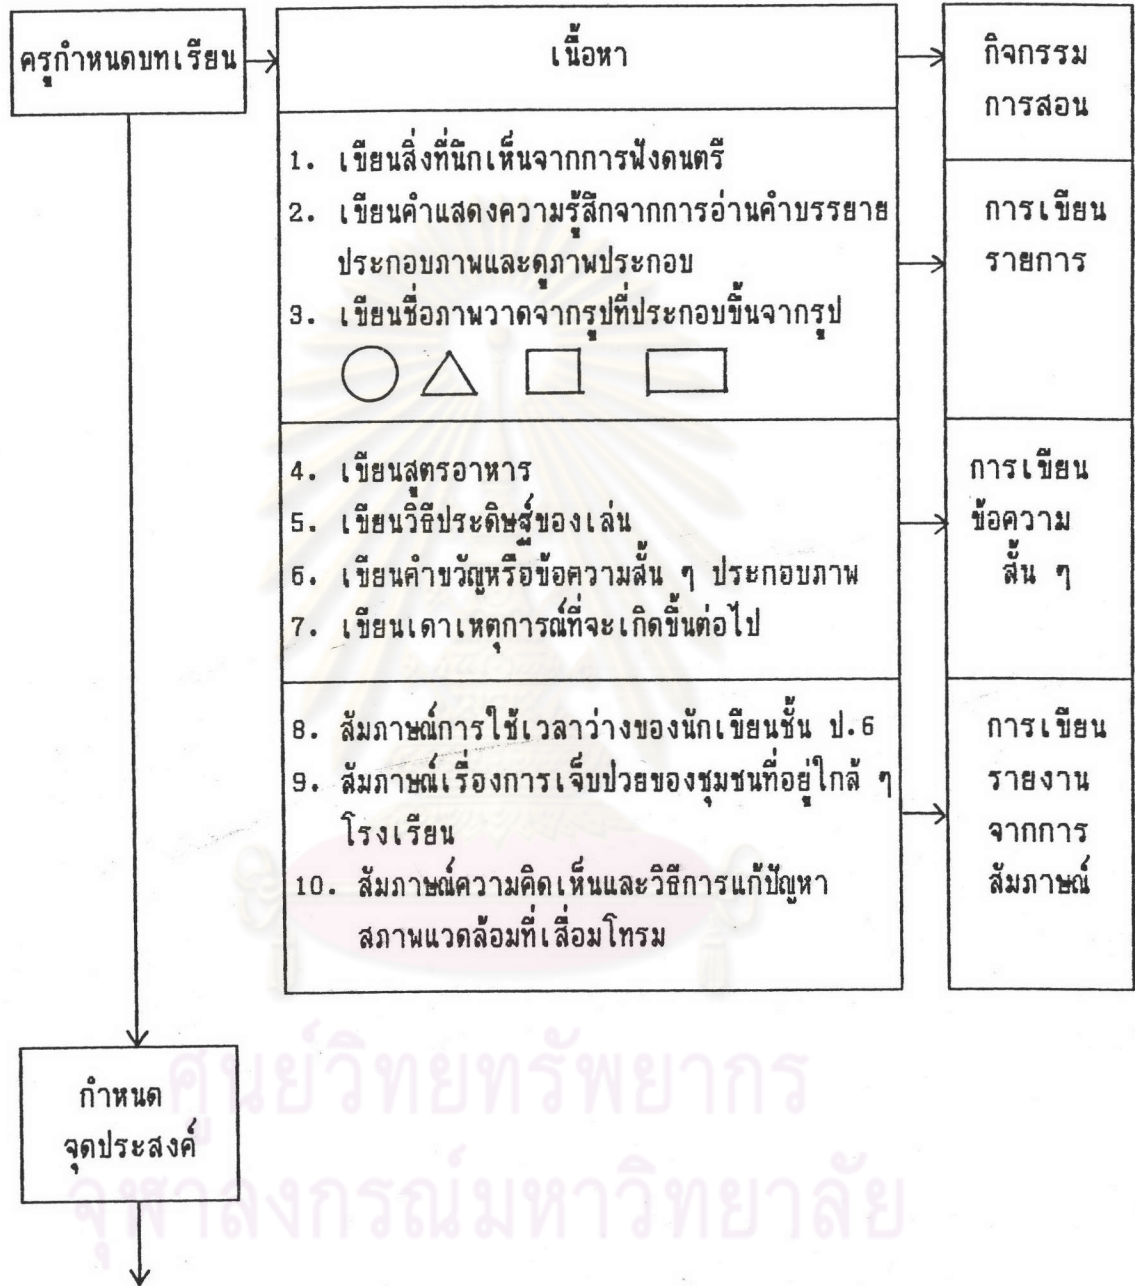 ครูกำหนดบทเรียน
เนื้อหา
กิจกรรม
การสอน
1. เขียนสิ่งที่นึกเห็นจากการฟังดนตรี
2. เขียนคำแสดงความรู้สึกจากการอ่านคำบรรยาย
ประกอบภาพและดูภาพประกอบ
3. เขียนชื่อภาพวาดจากรูปที่ประกอบขึ้นจากรูป
การเขียน
รายการ
4. เขียนสูตรอาหาร
5. เขียนวิธีประดิษฐ์ของเล่น
6. เขียนคำขวัญหรือข้อความสั้น ๆ ประกอบภาพ
7. เขียนเดาเหตุการณ์ที่จะเกิดขึ้นต่อไป
การเขียน
ข้อความ
สั้น ๆ
8. สัมภาษณ์การใช้เวลาว่างของนักเขียนชั้น ป.6
9. สัมภาษณ์เรื่องการเจ็บป่วยของชุมชนที่อยู่ใกล้ ๆ
โรงเรียน
10. สัมภาษณ์ความคิดเห็นและวิธีการแก้ปัญหา
สภาพแวดล้อมที่เสื่อมโทรม
การเขียน
รายงาน
จากการ
สัมภาษณ์
กำหนด
จุดประสงค์
ศูนย์วิทยทรัพยากร
จุฬาลงกรณ์มหาวิทยาลัย